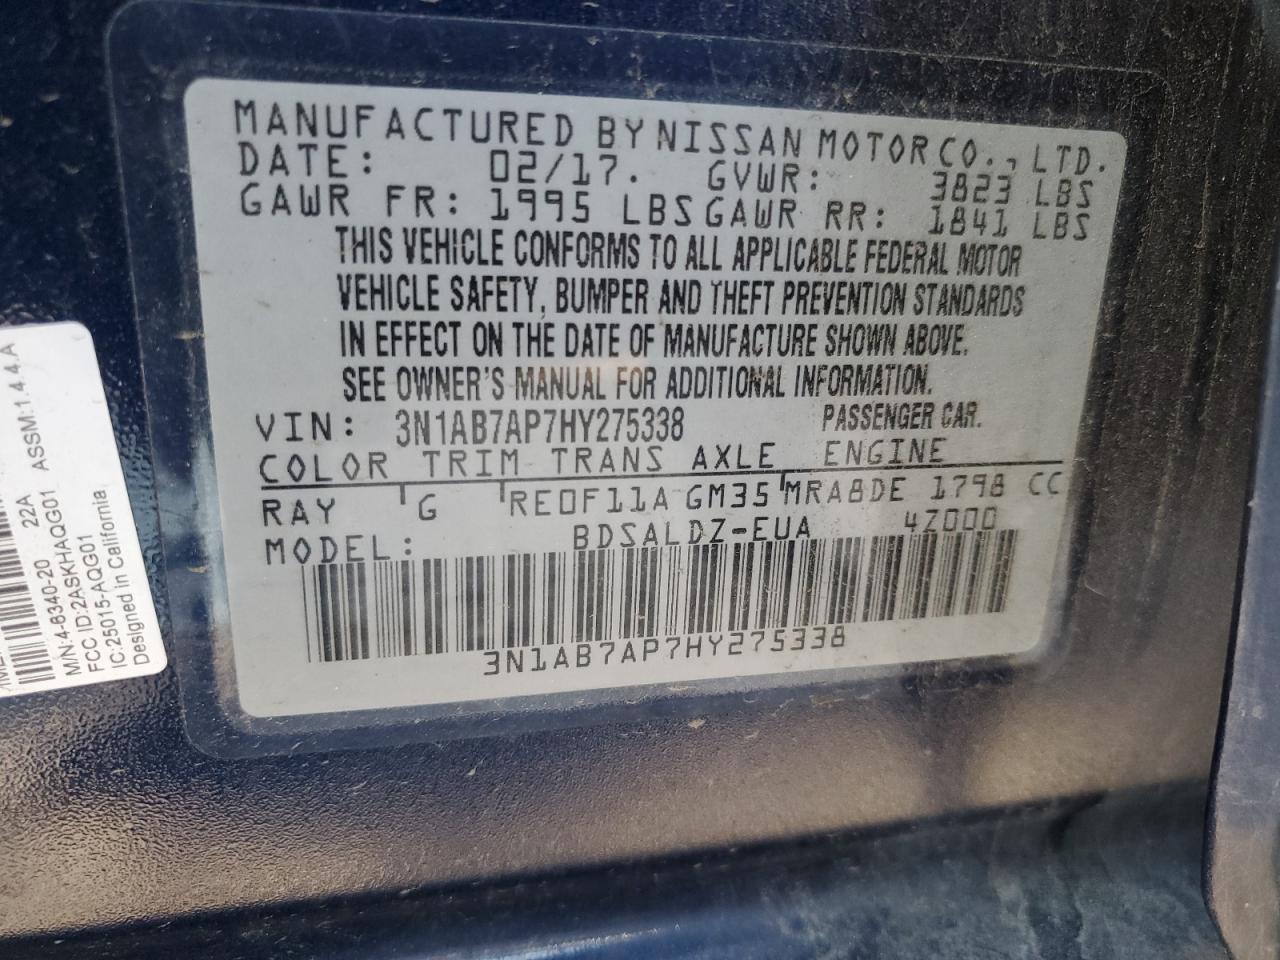 MANUFACTURED BY NISSAN MOTOR CO., LTD.
DATE: 02/17. GVWR: 3823 LBS
GAWR FR: 1995 LBS GAWR RR: 1841 LBS
THIS VEHICLE CONFORMS TO ALL APPLICABLE FEDERAL MOTOR
VEHICLE SAFETY, BUMPER AND THEFT PREVENTION STANDARDS
IN EFFECT ON THE DATE OF MANUFACTURE SHOWN ABOVE.
SEE OWNER'S MANUAL FOR ADDITIONAL INFORMATION.
VIN: 3N1AB7AP7HY275338 PASSENGER CAR.
COLOR TRIM TRANS AXLE ENGINE
RAY G RE0F11A GM35 MRA8DE 1798 CC
MODEL: BDSALDZ-EUA 4Z000
3N1AB7AP7HY275338
22A ASSM:1.4.4.A
M/N:4-6340-20
FCC ID:2ASKHAQG01
IC:25015-AQG01
Designed in California